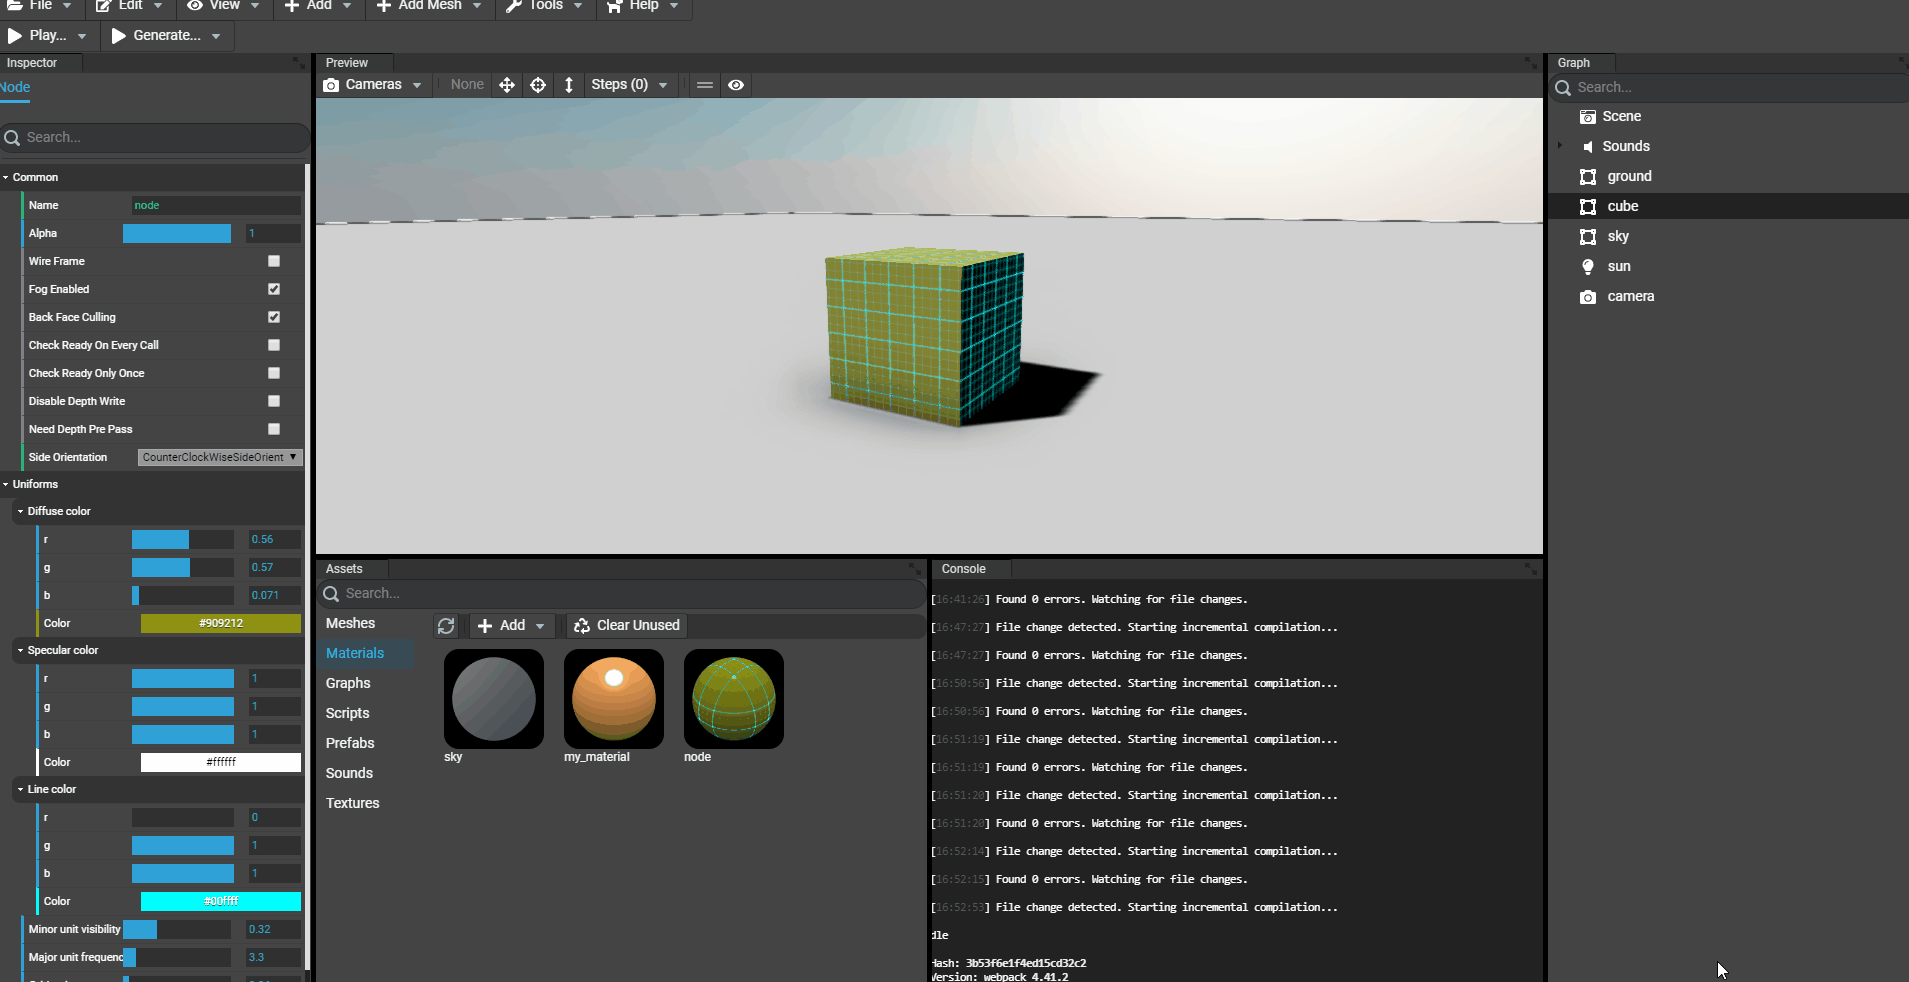 File Edit View Add Add Mesh Tools Help
Play... Generate...
Inspector
Node
Search...
Common
Name node
Alpha 1
Wire Frame
Fog Enabled
Back Face Culling
Check Ready On Every Call
Check Ready Only Once
Disable Depth Write
Need Depth Pre Pass
Side Orientation CounterClockWiseSideOrient
Uniforms
Diffuse color
r 0.56
g 0.57
b 0.071
Color #909212
Specular color
r 1
g 1
b 1
Color #ffffff
Line color
r 0
g 1
b 1
Color #00ffff
Minor unit visibility 0.32
Major unit frequenc 3.3
Preview
Cameras None Steps (0)
Assets
Search...
Meshes
Materials
Graphs
Scripts
Prefabs
Sounds
Textures
Add Clear Unused
sky my_material node
Console
[16:41:26] Found 0 errors. Watching for file changes.
[16:47:27] File change detected. Starting incremental compilation...
[16:47:27] Found 0 errors. Watching for file changes.
[16:50:56] File change detected. Starting incremental compilation...
[16:50:56] Found 0 errors. Watching for file changes.
[16:51:19] File change detected. Starting incremental compilation...
[16:51:19] Found 0 errors. Watching for file changes.
[16:51:20] File change detected. Starting incremental compilation...
[16:51:20] Found 0 errors. Watching for file changes.
[16:52:14] File change detected. Starting incremental compilation...
[16:52:15] Found 0 errors. Watching for file changes.
[16:52:53] File change detected. Starting incremental compilation...
dle
Hash: 3b53f6e1f4ed15cd32c2
Version: webpack 4.41.2
Graph
Search...
Scene
Sounds
ground
cube
sky
sun
camera